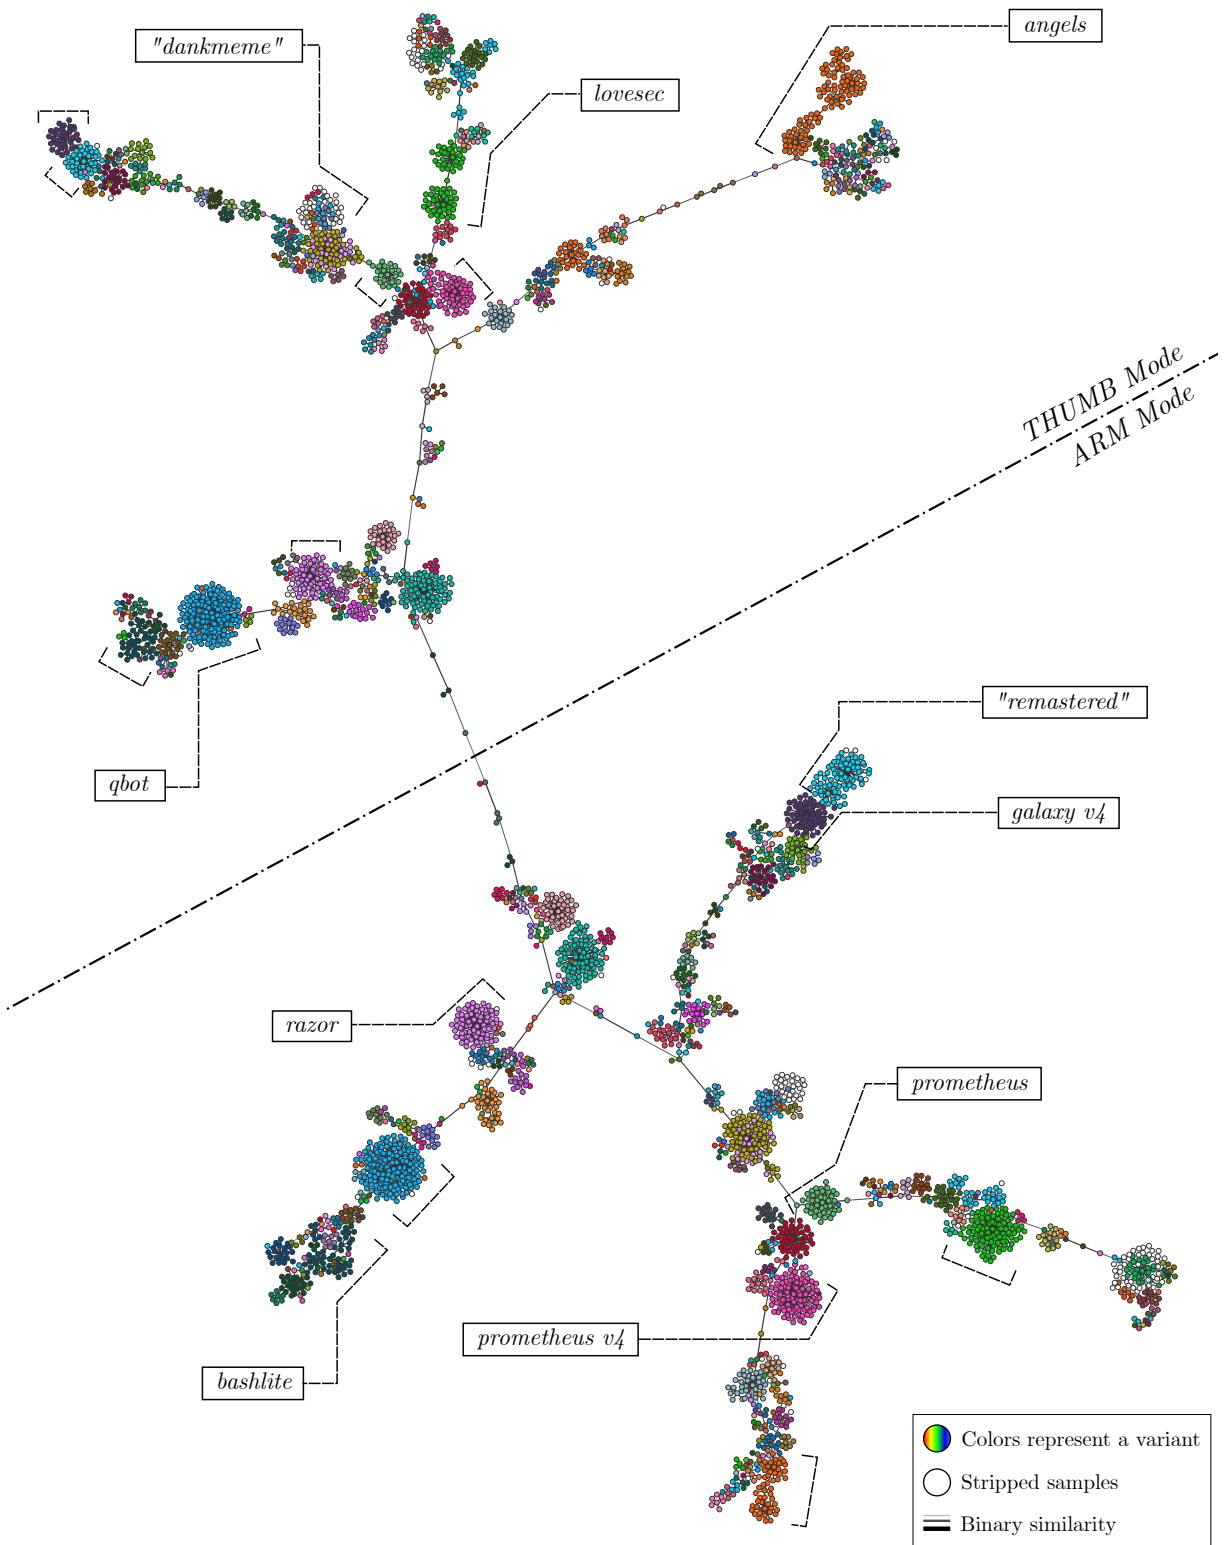 angels
"dankmeme"
lovesec
THUMB Mode
ARM Mode
"remastered"
qbot
galaxy v4
razor
prometheus
prometheus v4
bashlite
Colors represent a variant
Stripped samples
Binary similarity